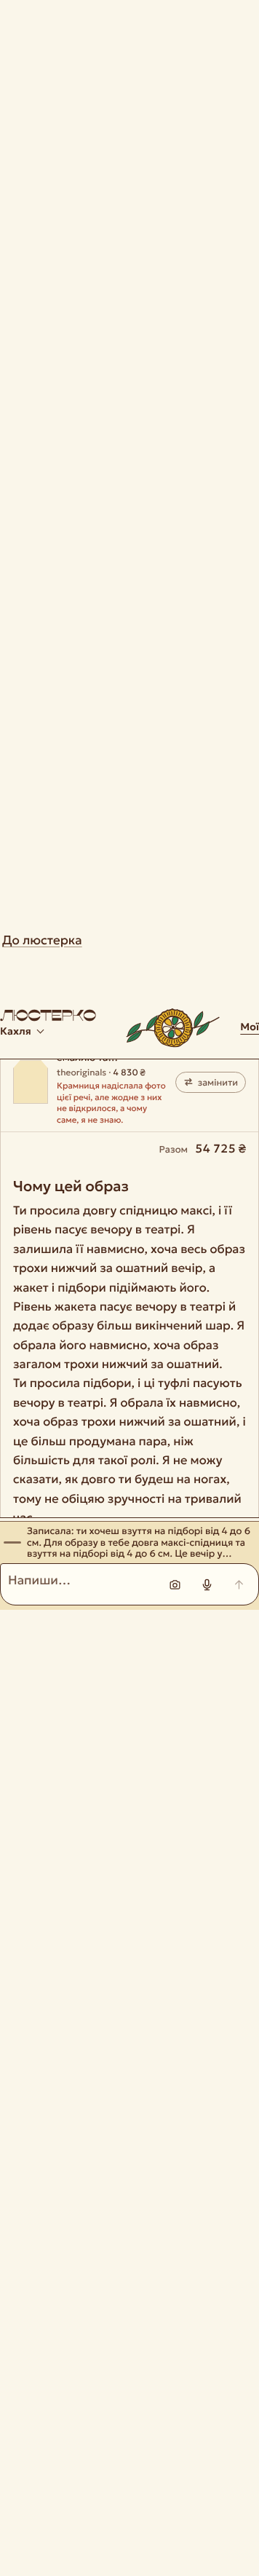 До люстерка
ЛЮСТЕРКО
Кахля
Мої
theoriginals · 4 830 ₴
Крамниця надіслала фото
цієї речі, але жодне з них
не відкрилося, а чому
саме, я не знаю.
замінити
Разом 54 725 ₴
Чому цей образ
Ти просила довгу спідницю максі, і її
рівень пасує вечору в театрі. Я
залишила її навмисно, хоча весь образ
трохи нижчий за ошатний вечір, а
жакет і підбори підіймають його.
Рівень жакета пасує вечору в театрі й
додає образу більш викінчений шар. Я
обрала його навмисно, хоча образ
загалом трохи нижчий за ошатний.
Ти просила підбори, і ці туфлі пасують
вечору в театрі. Я обрала їх навмисно,
хоча образ трохи нижчий за ошатний, і
це більш продумана пара, ніж
більшість для такої ролі. Я не можу
сказати, як довго ти будеш на ногах,
тому не обіцяю зручності на тривалий
Записала: ти хочеш взуття на підборі від 4 до 6
см. Для образу в тебе довга максі-спідниця та
взуття на підборі від 4 до 6 см. Це вечір у…
Напиши…